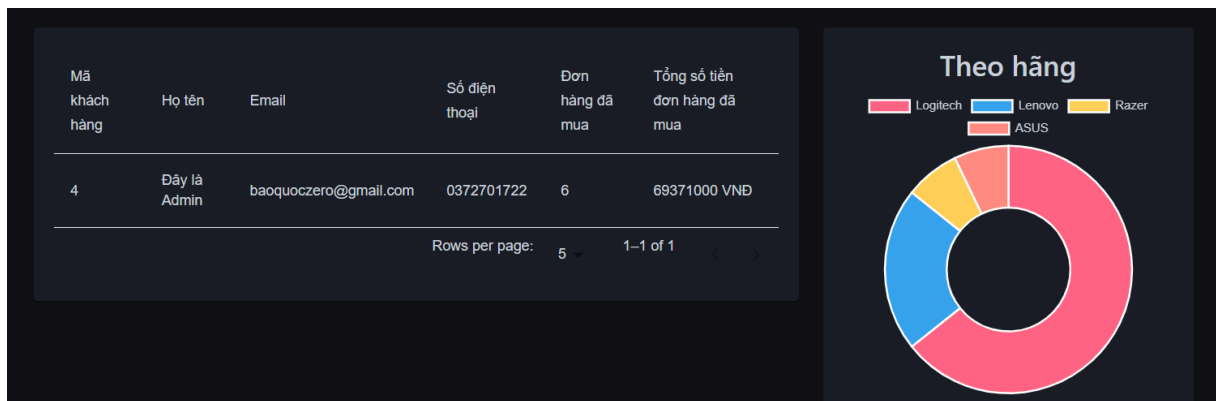 Mã
khách
hàng
Họ tên
Email
Số điện
thoại
Đơn
hàng đã
mua
Tổng số tiền
đơn hàng đã
mua
4
Đây là
Admin
baoquoczero@gmail.com
0372701722
6
69371000 VNĐ
Rows per page:
5
1–1 of 1
Theo hãng
Logitech
Lenovo
Razer
ASUS